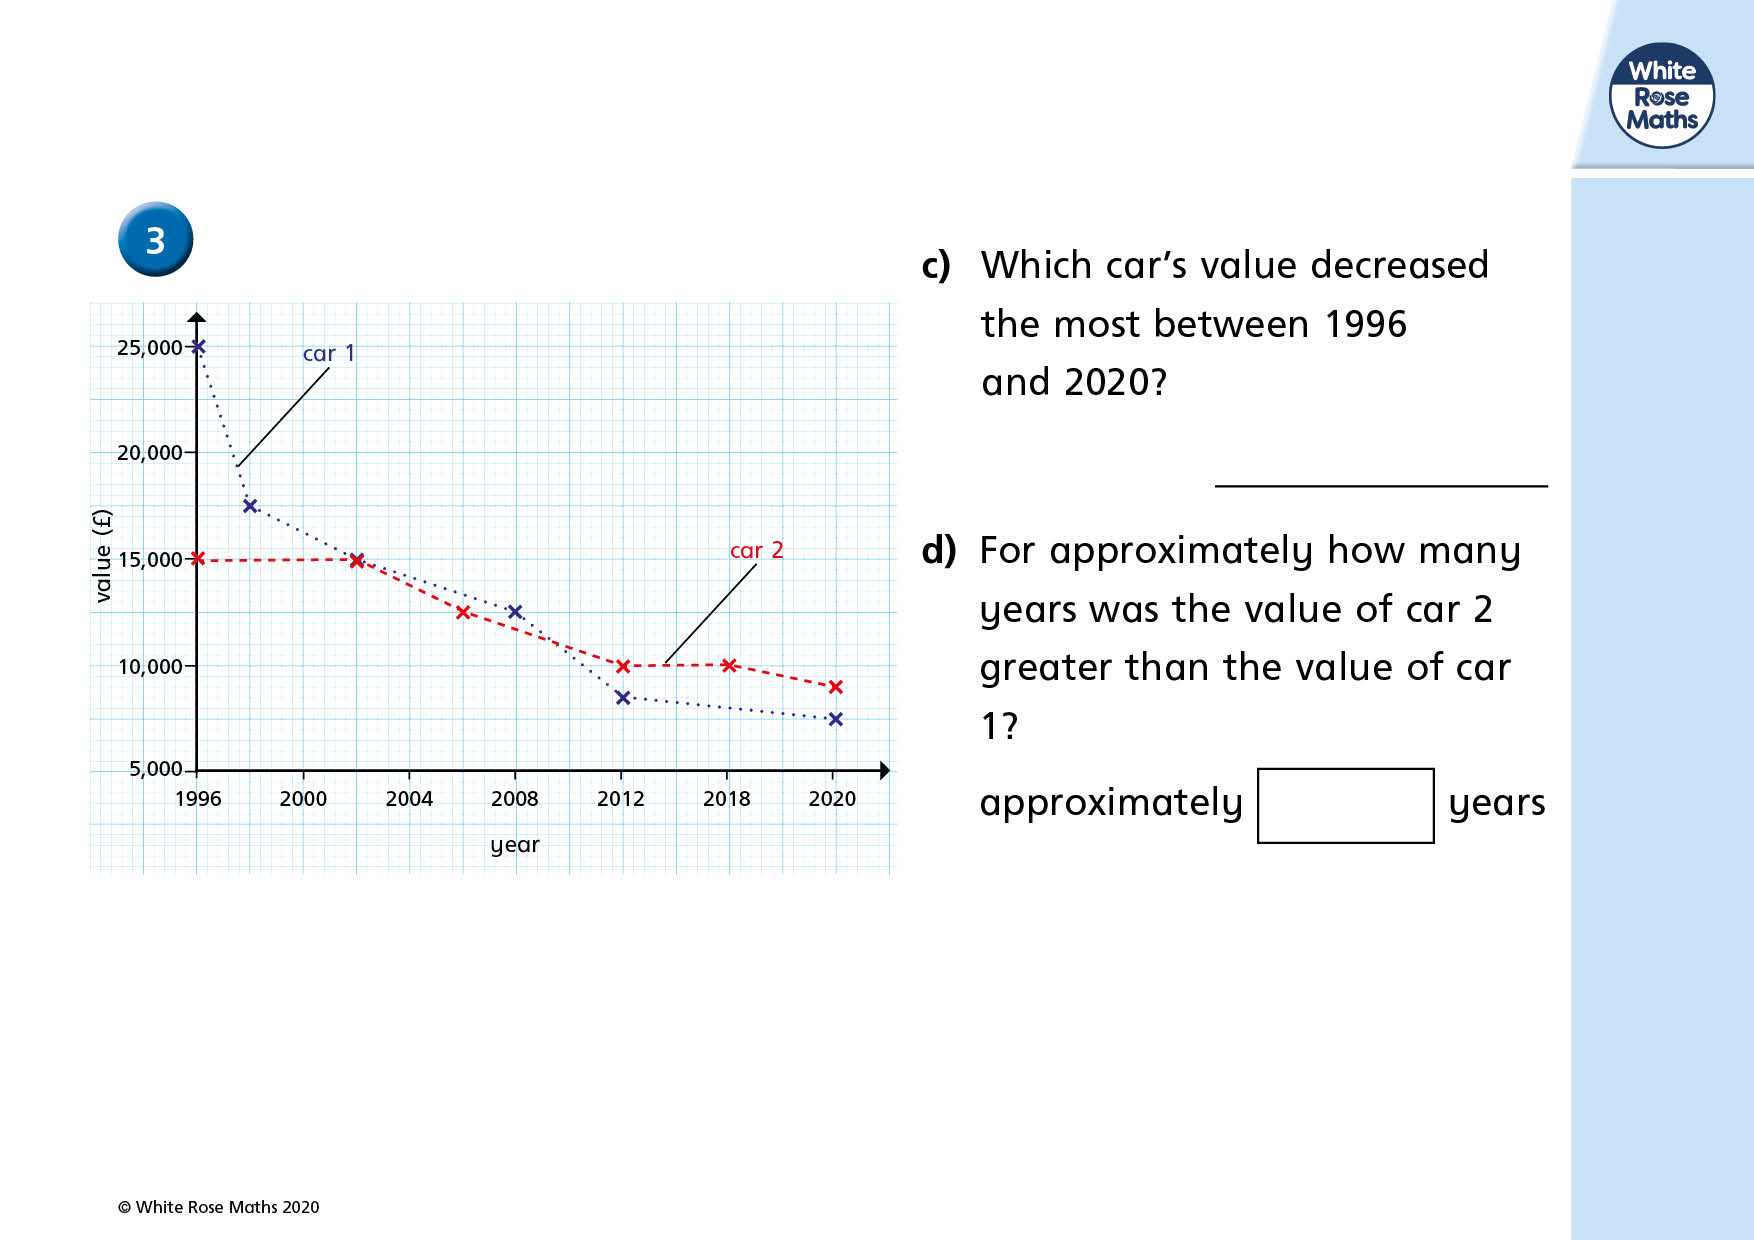 White
Rose
Maths
3
25,000
20,000
15,000
10,000
5,000
value (£)
car 1
car 2
1996 2000 2004 2008 2012 2018 2020
year
c) Which car’s value decreased
the most between 1996
and 2020?
d) For approximately how many
years was the value of car 2
greater than the value of car
1?
approximately years
© White Rose Maths 2020